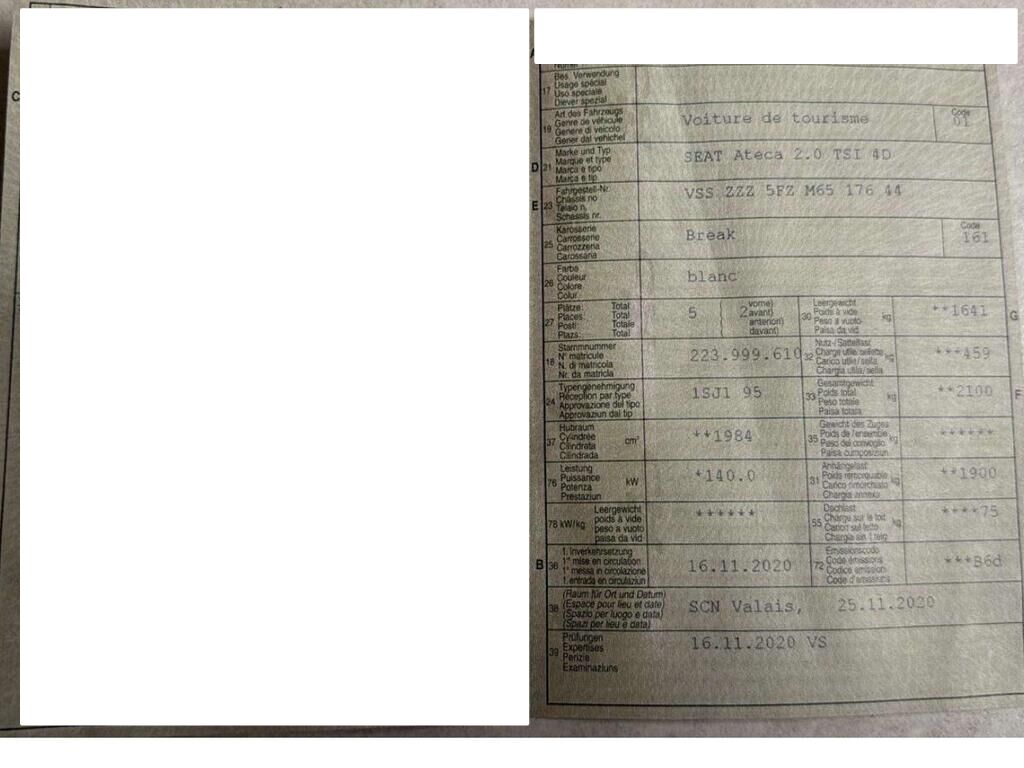 C
17
Bes. Verwendung
Usage spécial
Uso speciale
Diever spezial
19
Art des Fahrzeugs
Genre de véhicule
Genere di veicolo
Gener dal vehichel
Voiture de tourisme
Code
01
D 21
Marke und Typ
Marque et type
Marca e tipo
Marca e tip
SEAT Ateca 2.0 TSI 4D
E 23
Fahrgestell-Nr.
Châssis no
Telaio n.
Schassis nr.
VSS ZZZ 5FZ M65 176 44
25
Karosserie
Carrosserie
Carrozzeria
Carossaria
Break
Code
161
26
Farbe
Couleur
Colore
Colur
blanc
27
Plätze: Total
Places: Total
Posti: Totale
Plazs: Total
5
2
vorne)
avant)
anteriori)
davant)
30
Leergewicht
Poids à vide
Peso a vuoto
Paisa da vid
kg
**1641
G
18
Stammnummer
N° matricule
N. di matricola
Nr. da matricla
223.999.610
32
Nutz-/Sattellast
Charge utile/sellette
Carico utile/sella
Chargia utila/sella
kg
***459
24
Typengenehmigung
Réception par type
Approvazione del tipo
Approvaziun dal tip
1SJ1 95
33
Gesamtgewicht
Poids total
Peso totale
Paisa totala
kg
**2100
F
37
Hubraum
Cylindrée
Cilindrata
Cilindrada
cm³
**1984
35
Gewicht des Zuges
Poids de l'ensemble
Peso del convoglio
Paisa cumposiziun
kg
******
76
Leistung
Puissance
Potenza
Prestaziun
kW
*140.0
31
Anhängelast
Poids remorquable
Carico rimorchiato
Chargia annexa
kg
**1900
78 kW/kg
Leergewicht
poids à vide
peso a vuoto
paisa da vid
******
55
Dachlast
Charge sur le toit
Carico sul tetto
Chargia sin il tetg
kg
****75
B 36
1. Inverkehrsetzung
1re mise en circulation
1a messa in circolazione
1. entrada en circulaziun
16.11.2020
72
Emissionscode
Code émissions
Codice emissioni
Code d'emissiuns
***B6d
38
(Raum für Ort und Datum)
(Espace pour lieu et date)
(Spazio per luogo e data)
(Spazi per lieu e data)
SCN Valais, 25.11.2020
39
Prüfungen
Expertises
Perizie
Examinaziuns
16.11.2020 VS